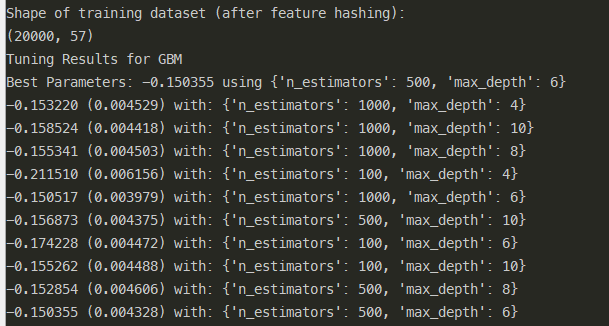 Shape of training dataset (after feature hashing):
(20000, 57)
Tuning Results for GBM
Best Parameters: −0.150355 using {'n_estimators': 500, 'max_depth': 6}
−0.153220 (0.004529) with: {'n_estimators': 1000, 'max_depth': 4}
−0.158524 (0.004418) with: {'n_estimators': 1000, 'max_depth': 10}
−0.155341 (0.004503) with: {'n_estimators': 1000, 'max_depth': 8}
−0.211510 (0.006156) with: {'n_estimators': 100, 'max_depth': 4}
−0.150517 (0.003979) with: {'n_estimators': 1000, 'max_depth': 6}
−0.156873 (0.004375) with: {'n_estimators': 500, 'max_depth': 10}
−0.174228 (0.004472) with: {'n_estimators': 100, 'max_depth': 6}
−0.155262 (0.004488) with: {'n_estimators': 100, 'max_depth': 10}
−0.152854 (0.004606) with: {'n_estimators': 500, 'max_depth': 8}
−0.150355 (0.004328) with: {'n_estimators': 500, 'max_depth': 6}